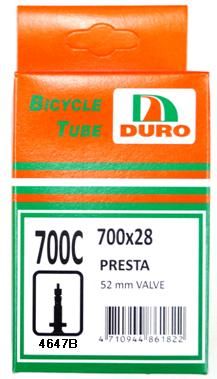 BICYCLE
TUBE
DURO
700C
700x28
PRESTA
52 mm VALVE
4647B
4 710944 861822